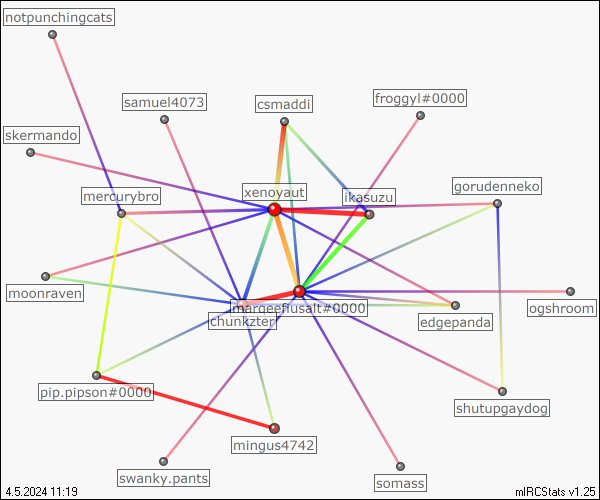 notpunchingcats
samuel4073
csmaddi
froggyl#0000
skermando
xenoyaut
ikasuzu
gorudenneko
mercurybro
moonraven
margeeflusalt#0000
chunkzter
edgepanda
ogshroom
pip.pipson#0000
shutupgaydog
mingus4742
swanky.pants
somass
4.5.2024 11:19
mIRCStats v1.25